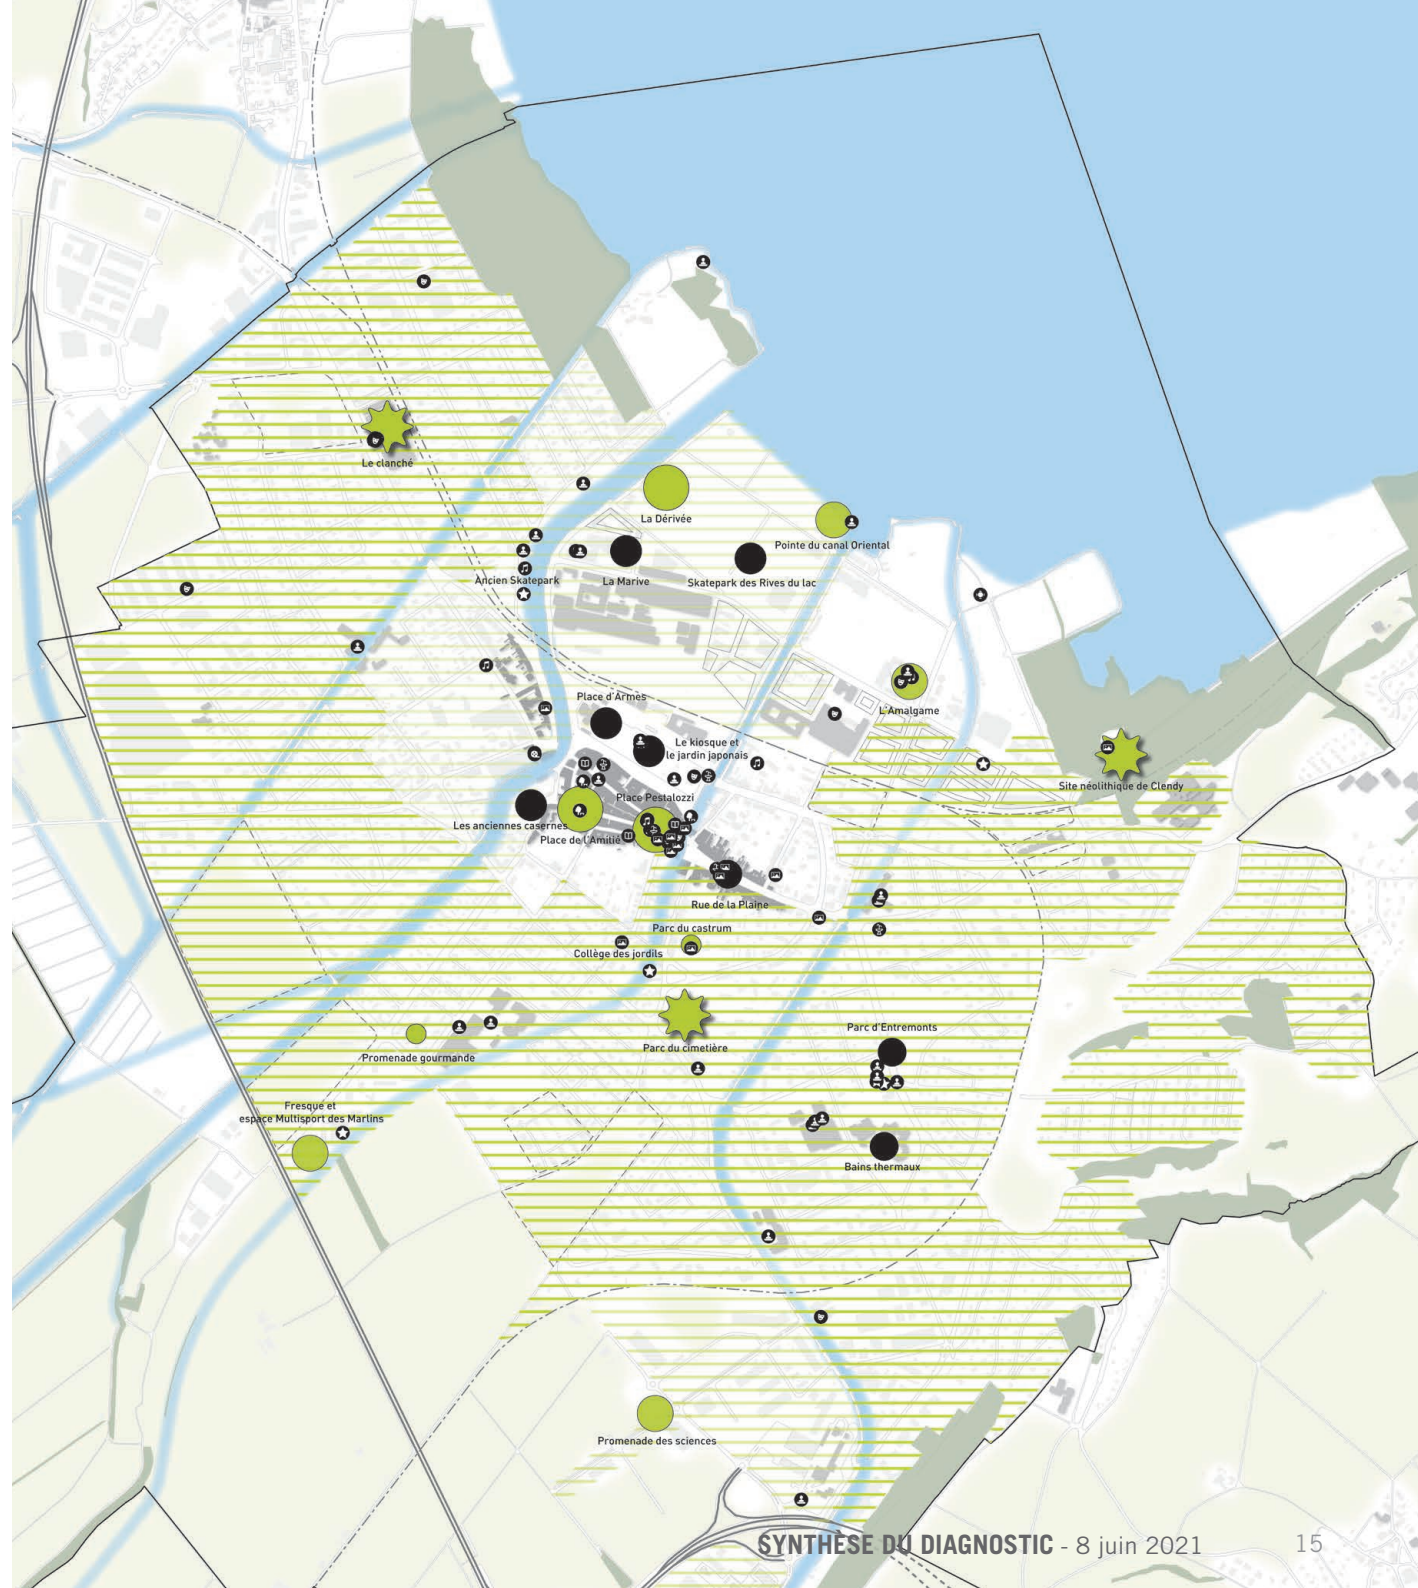 Le clanché
La Dérivée
Pointe du canal Oriental
Ancien Skatepark
La Marive
Skatepark des Rives du lac
Place d'Armes
L'Amalgame
Le kiosque et
le jardin japonais
Site néolithique de Clendy
Place Pestalozzi
Les anciennes casernes
Place de l'Amitié
Rue de la Plaine
Parc du castrum
Collège des jordils
Parc d'Entremonts
Parc du cimetière
Promenade gourmande
Fresque et
espace Multisport des Marlins
Bains thermaux
Promenade des sciences
SYNTHÈSE DU DIAGNOSTIC - 8 juin 2021 15